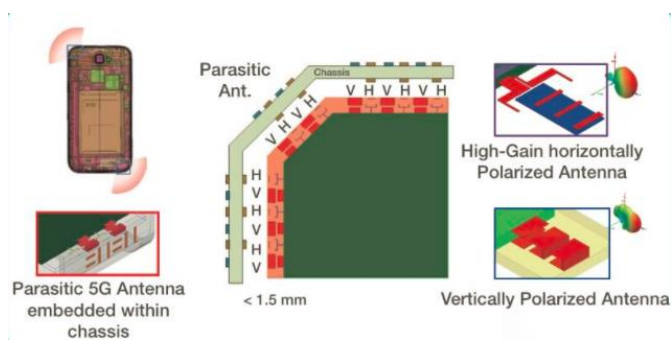 Parasitic
Ant.
Chassis
V H V H V H
V H V H
H
V
H
V
H
V
< 1.5 mm
Parasitic 5G Antenna
embedded within
chassis
High-Gain horizontally
Polarized Antenna
Vertically Polarized Antenna